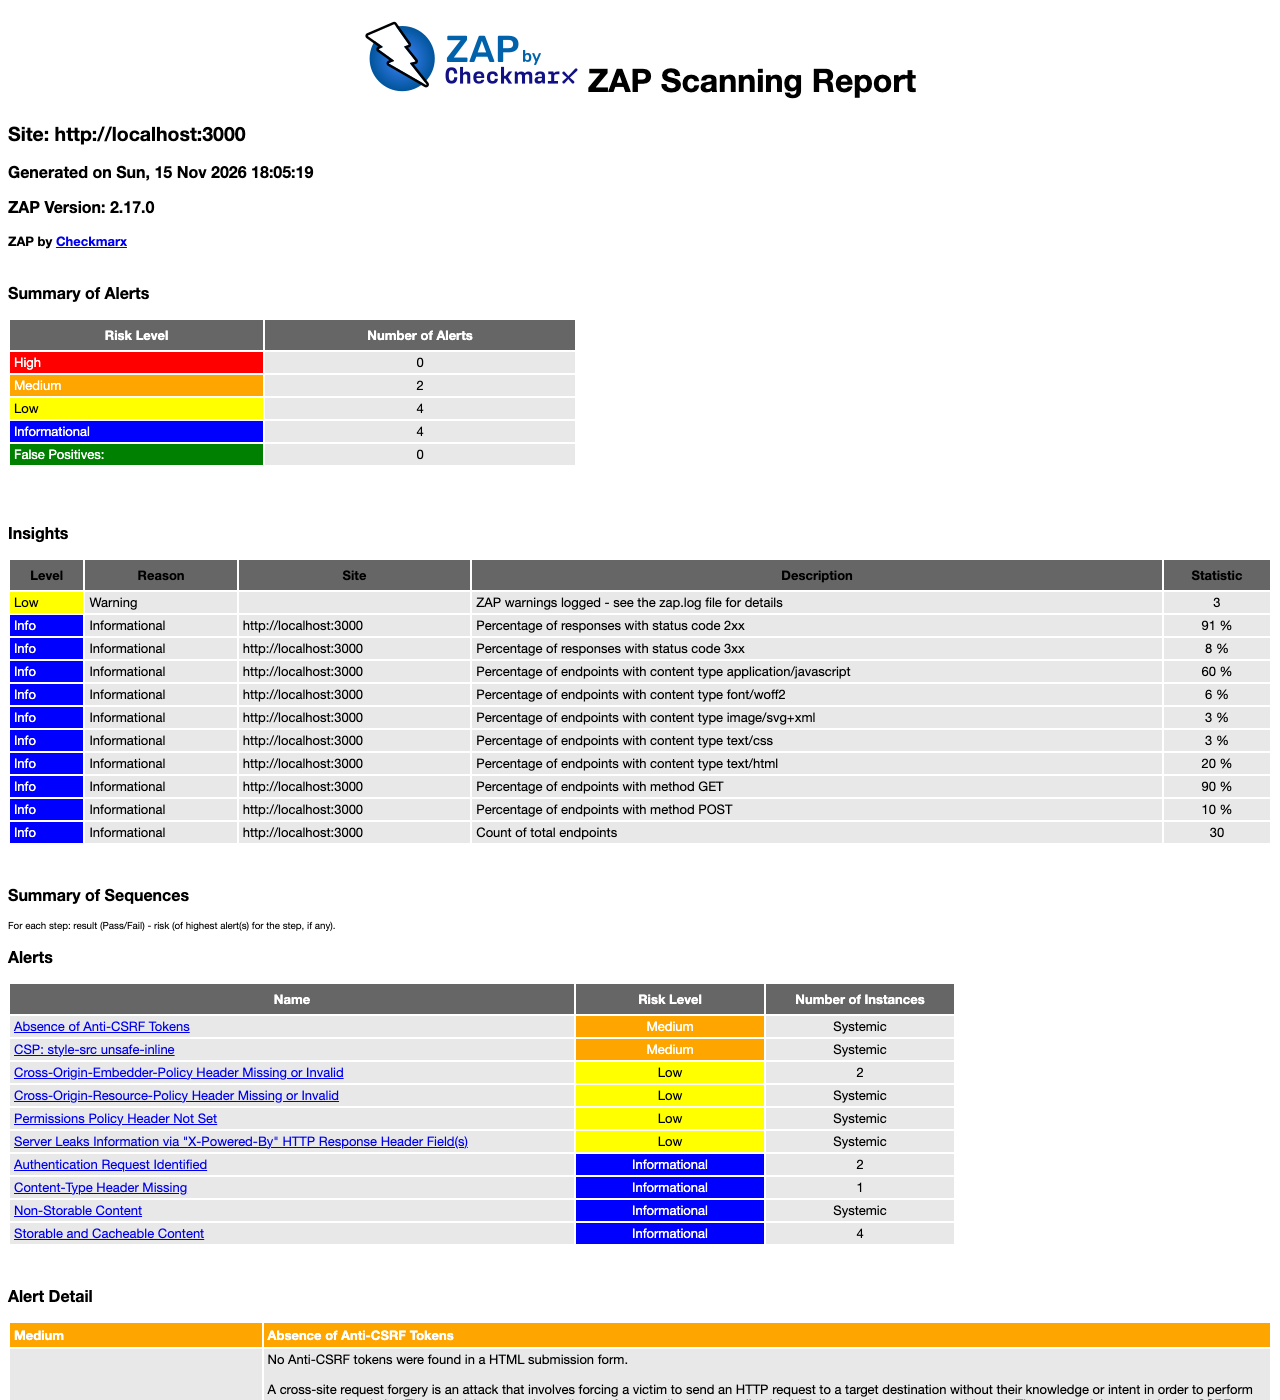 ZAP by
Checkmarx ZAP Scanning Report
Site: http://localhost:3000
Generated on Sun, 15 Nov 2026 18:05:19
ZAP Version: 2.17.0
ZAP by Checkmarx
Summary of Alerts
Risk Level Number of Alerts
High 0
Medium 2
Low 4
Informational 4
False Positives: 0
Insights
Level Reason Site Description Statistic
Low Warning ZAP warnings logged - see the zap.log file for details 3
Info Informational http://localhost:3000 Percentage of responses with status code 2xx 91 %
Info Informational http://localhost:3000 Percentage of responses with status code 3xx 8 %
Info Informational http://localhost:3000 Percentage of endpoints with content type application/javascript 60 %
Info Informational http://localhost:3000 Percentage of endpoints with content type font/woff2 6 %
Info Informational http://localhost:3000 Percentage of endpoints with content type image/svg+xml 3 %
Info Informational http://localhost:3000 Percentage of endpoints with content type text/css 3 %
Info Informational http://localhost:3000 Percentage of endpoints with content type text/html 20 %
Info Informational http://localhost:3000 Percentage of endpoints with method GET 90 %
Info Informational http://localhost:3000 Percentage of endpoints with method POST 10 %
Info Informational http://localhost:3000 Count of total endpoints 30
Summary of Sequences
For each step: result (Pass/Fail) - risk (of highest alert(s) for the step, if any).
Alerts
Name Risk Level Number of Instances
Absence of Anti-CSRF Tokens Medium Systemic
CSP: style-src unsafe-inline Medium Systemic
Cross-Origin-Embedder-Policy Header Missing or Invalid Low 2
Cross-Origin-Resource-Policy Header Missing or Invalid Low Systemic
Permissions Policy Header Not Set Low Systemic
Server Leaks Information via "X-Powered-By" HTTP Response Header Field(s) Low Systemic
Authentication Request Identified Informational 2
Content-Type Header Missing Informational 1
Non-Storable Content Informational Systemic
Storable and Cacheable Content Informational 4
Alert Detail
Medium Absence of Anti-CSRF Tokens
No Anti-CSRF tokens were found in a HTML submission form.
A cross-site request forgery is an attack that involves forcing a victim to send an HTTP request to a target destination without their knowledge or intent in order to perform